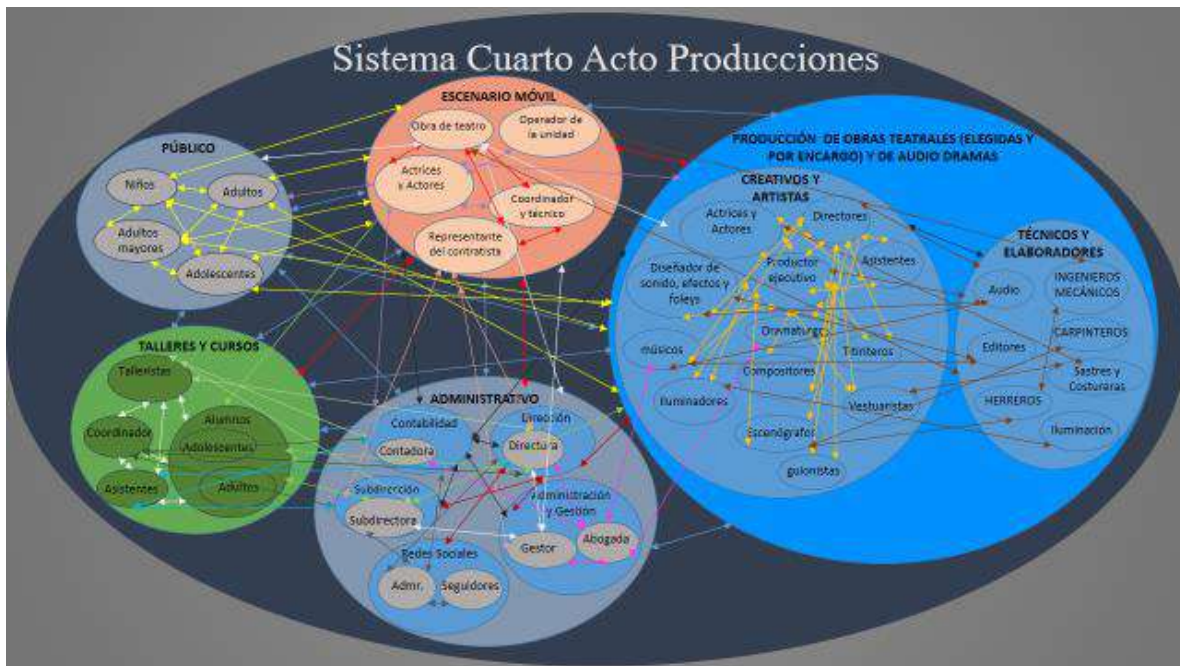 Sistema Cuarto Acto Producciones
ESCENARIO MÓVIL
Obra de teatro
Operador de
la unidad
Actrices
y Actores
Coordinador
y técnico
Representante
del contratista
PÚBLICO
Niños
Adultos
Adultos
mayores
Adolescentes
PRODUCCIÓN DE OBRAS TEATRALES (ELEGIDAS Y
POR ENCARGO) Y DE AUDIO DRAMAS
CREATIVOS Y
ARTISTAS
Actrices y
Actores
Directores
Diseñador de
sonido, efectos y
foleys
Productor
ejecutivo
Asistentes
Dramaturgo
músicos
Titiriteros
Compositores
Iluminadores
Vestuaristas
Escenógrafos
guionistas
TÉCNICOS Y
ELABORADORES
Audio
INGENIEROS
MECÁNICOS
CARPINTEROS
Editores
Sastres y
Costureras
HERREROS
Iluminación
TALLERES Y CURSOS
Talleristas
Coordinador
Alumnos
Adolescentes
Asistentes
Adultos
ADMINISTRATIVO
Contabilidad
Contadora
Dirección
Directora
Subdirección
Subdirectora
Administración
y Gestión
Gestor
Abogada
Redes Sociales
Admr.
Seguidores